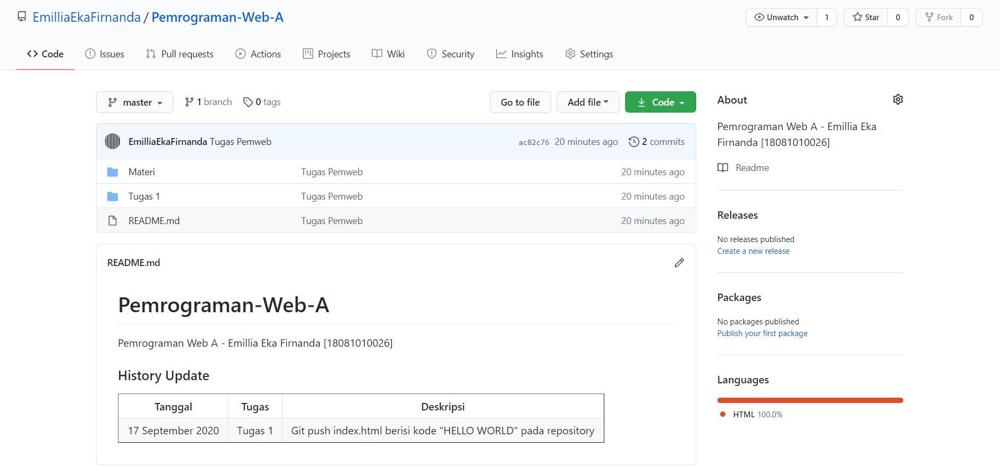 EmilliaEkaFirnanda / Pemrograman-Web-A
Unwatch 1 Star 0 Fork 0
Code Issues Pull requests Actions Projects Wiki Security Insights Settings
master 1 branch 0 tags Go to file Add file Code
EmilliaEkaFirnanda Tugas Pemweb ac82c76 20 minutes ago 2 commits
Materi Tugas Pemweb 20 minutes ago
Tugas 1 Tugas Pemweb 20 minutes ago
README.md Tugas Pemweb 20 minutes ago
README.md
Pemrograman-Web-A
Pemrograman Web A - Emillia Eka Firnanda [18081010026]
History Update
Tanggal Tugas Deskripsi
17 September 2020 Tugas 1 Git push index.html berisi kode "HELLO WORLD" pada repository
About
Pemrograman Web A - Emillia Eka
Firnanda [18081010026]
Readme
Releases
No releases published
Create a new release
Packages
No packages published
Publish your first package
Languages
HTML 100.0%